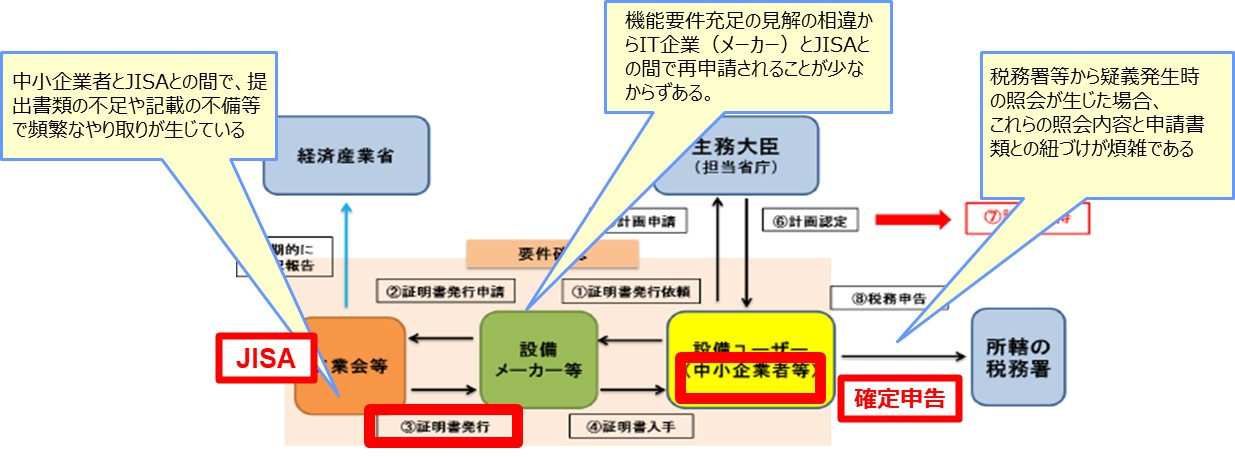 中小企業者とJISAとの間で、提
出書類の不足や記載の不備等
で頻繁なやり取りが生じている
機能要件充足の見解の相違か
らIT企業（メーカー）とJISAと
の間で再申請されることが少な
からずある。
税務署等から疑義発生時
の照会が生じた場合、
これらの照会内容と申請書
類との紐づけが煩雑である
経済産業省
主務大臣
（担当省庁）
期的に
報告
計画申請
⑥計画認定
⑦
要件確認
②証明書発行申請
①証明書発行依頼
⑧税務申告
JISA
業会等
設備
メーカー等
設備ユーザー
（中小企業者等）
所轄の
税務署
確定申告
③証明書発行
④証明書入手